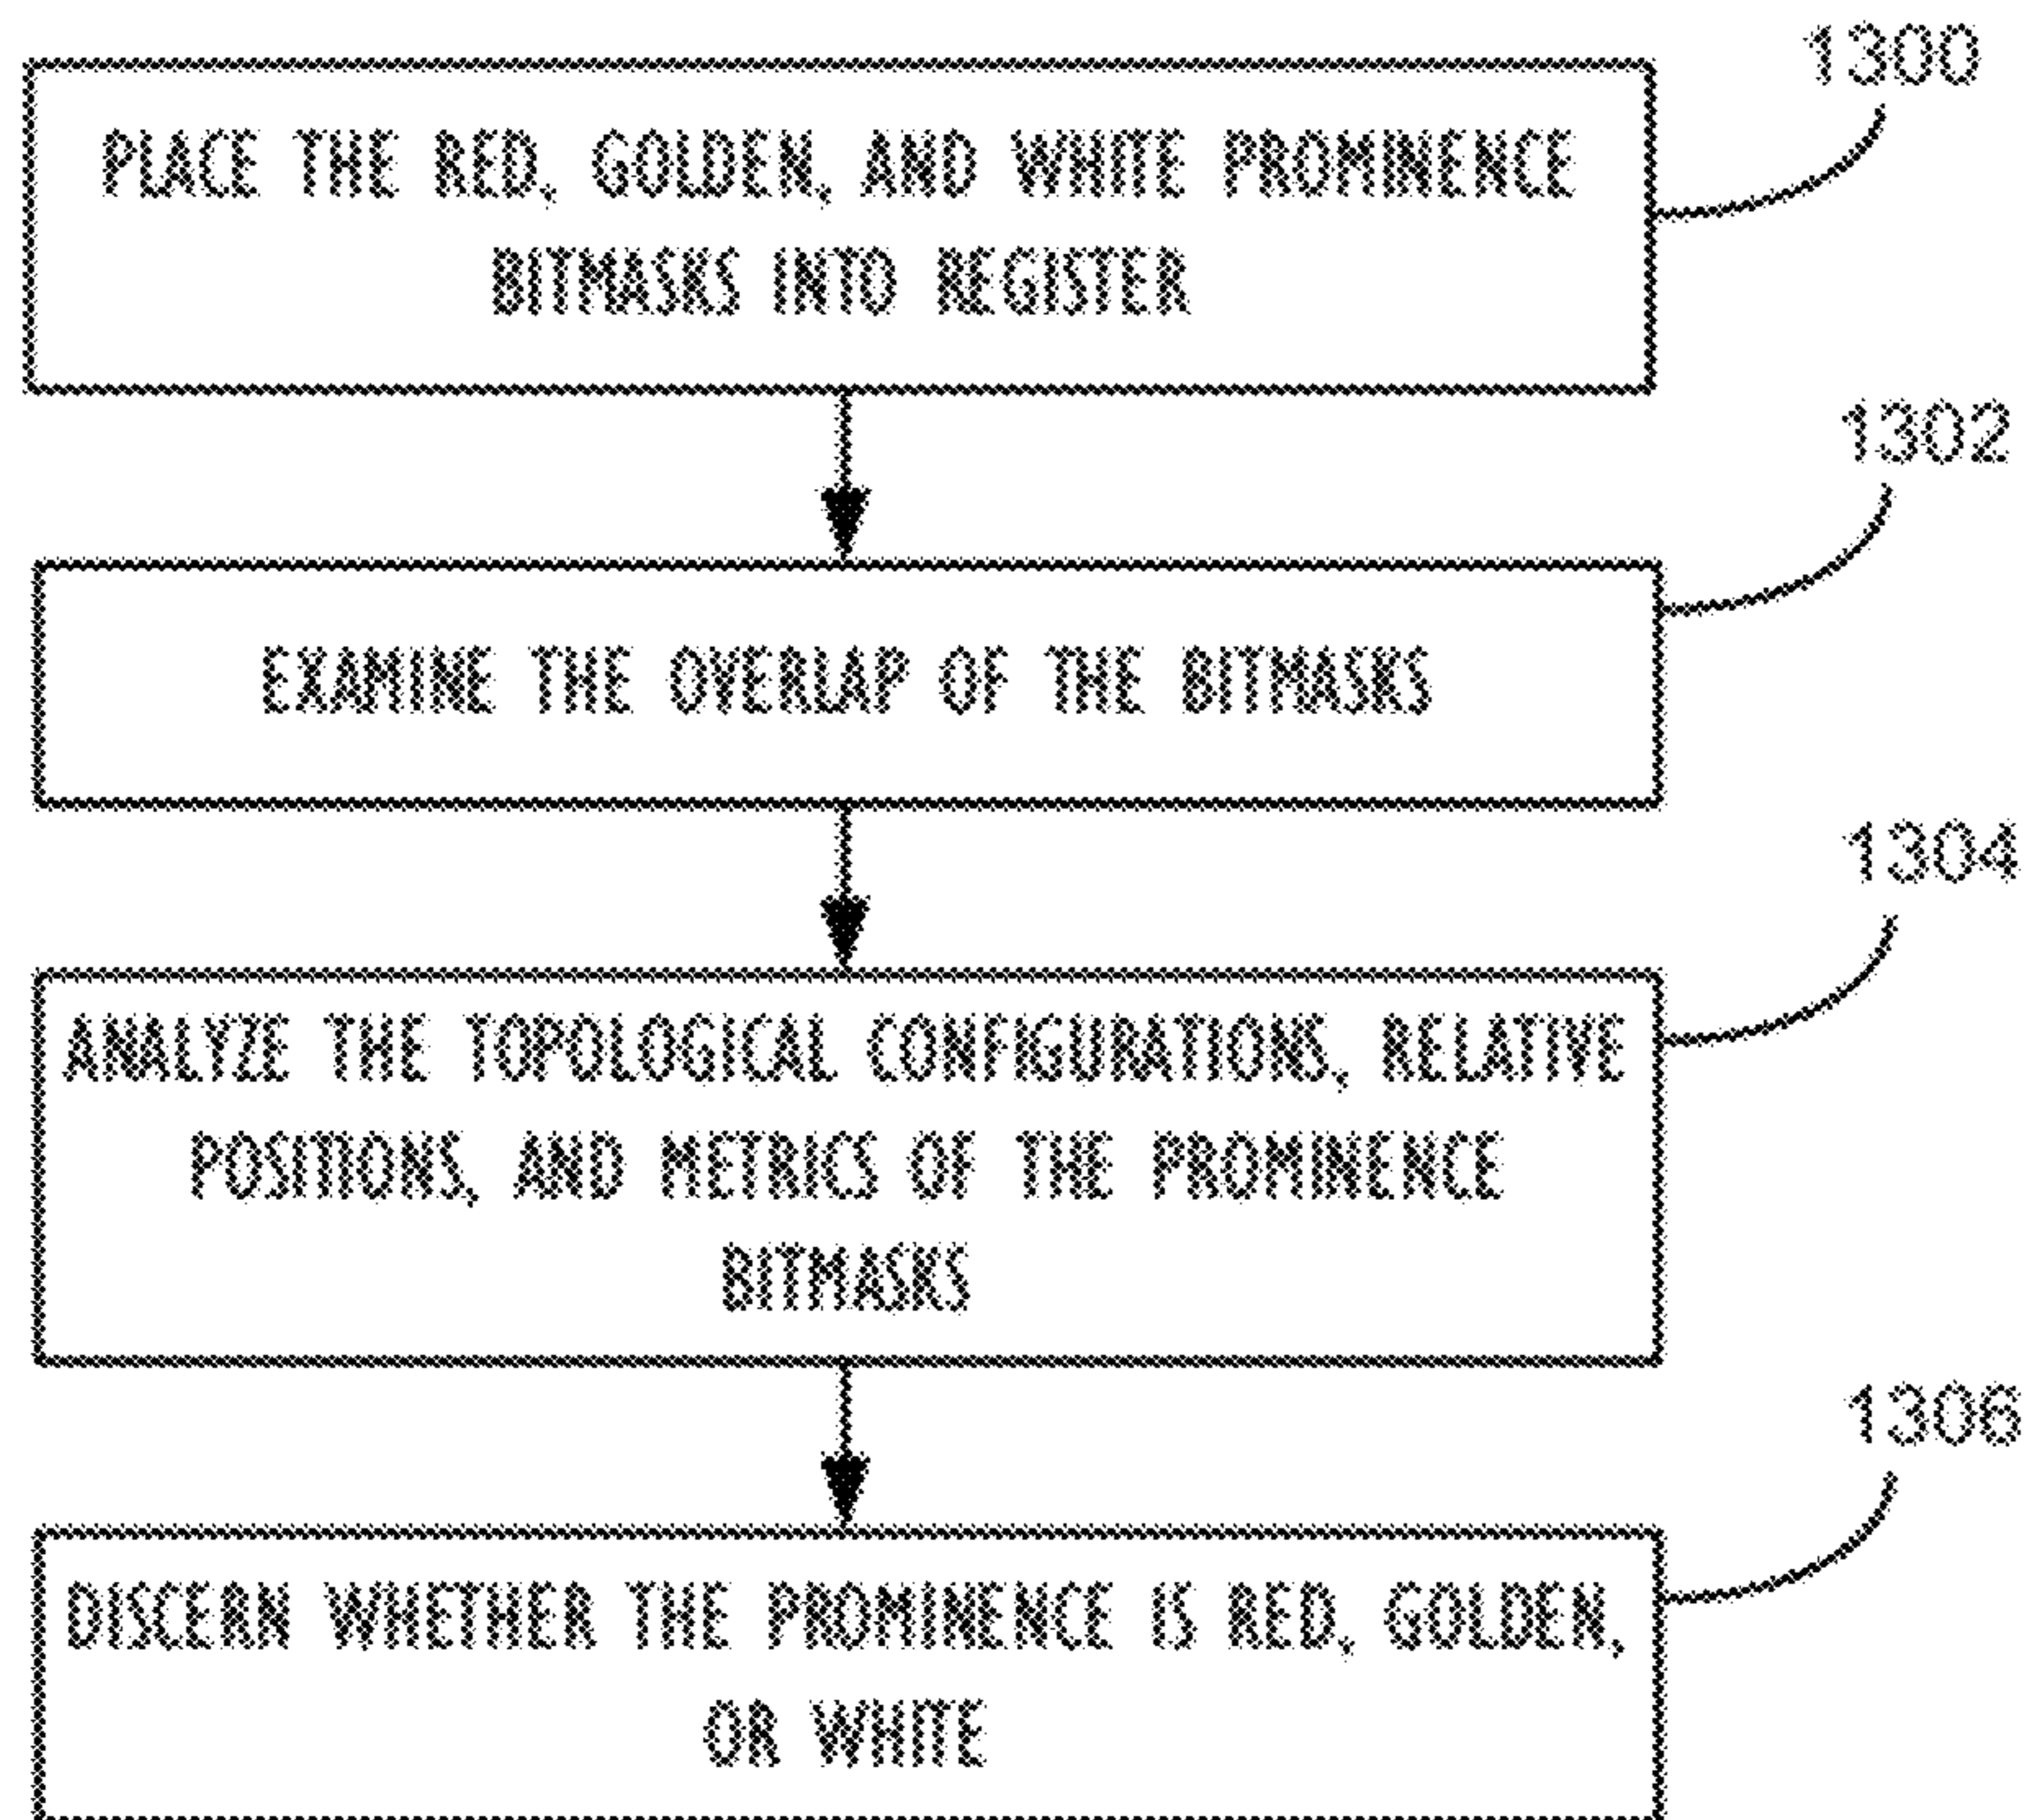 1300
PLACE THE RED, GOLDEN, AND WHITE PROMINENCE
BITMASKS INTO REGISTER
1302
EXAMINE THE OVERLAP OF THE BITMASKS
1304
ANALYZE THE TOPOLOGICAL CONFIGURATIONS, RELATIVE
POSITIONS, AND METRICS OF THE PROMINENCE
BITMASKS
1306
DISCERN WHETHER THE PROMINENCE IS RED, GOLDEN,
OR WHITE